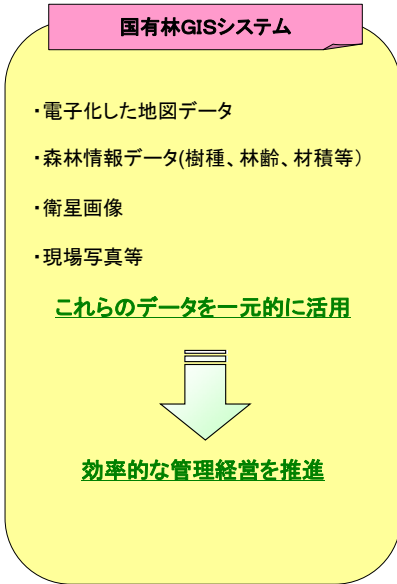 国有林GISシステム
・電子化した地図データ
・森林情報データ(樹種、林齢、材積等）
・衛星画像
・現場写真等
これらのデータを一元的に活用
効率的な管理経営を推進